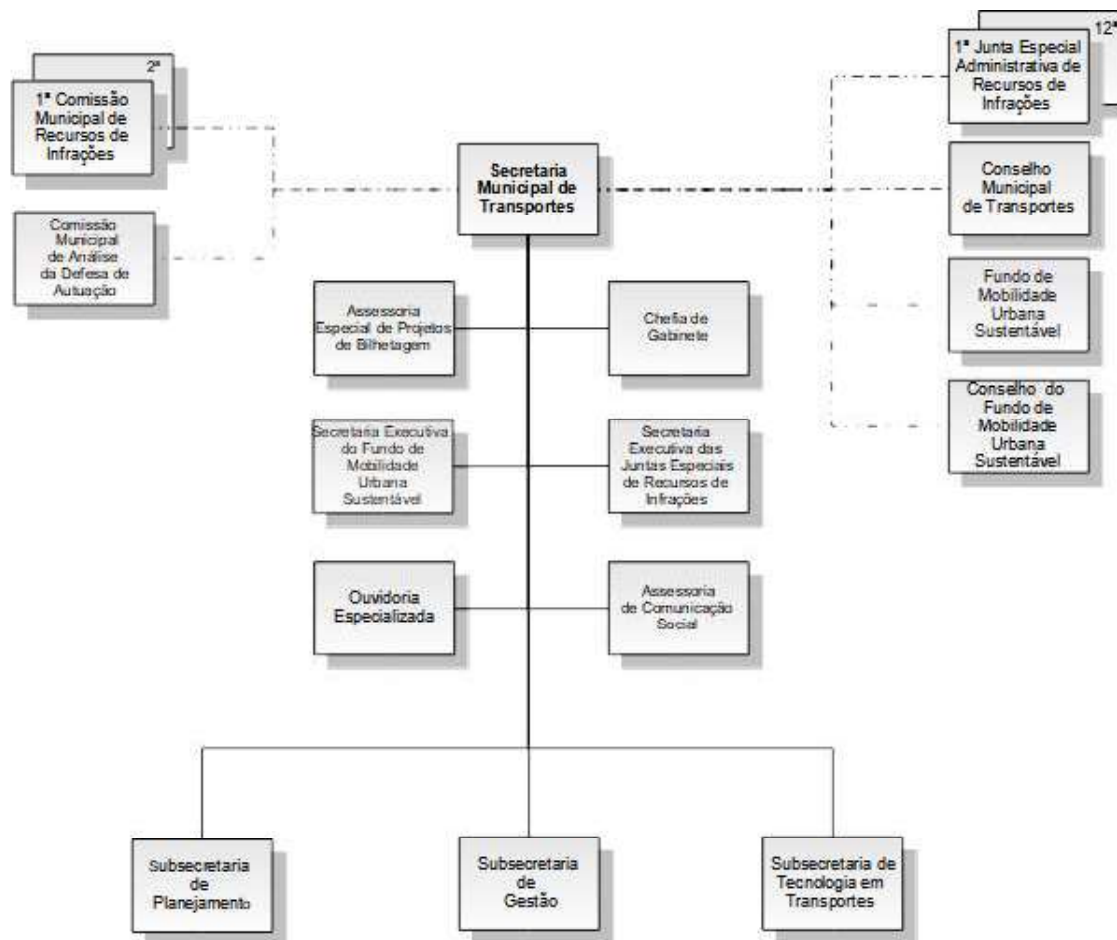 12ª
1ª Junta Especial
Administrativa de
Recursos de
Infrações
2ª
1ª Comissão
Municipal de
Recursos de
Infrações
Secretaria
Municipal de
Transportes
Conselho
Municipal
de Transportes
Comissão
Municipal
de Análise
da Defesa de
Autuação
Fundo de
Mobilidade
Urbana
Sustentável
Assessoria
Especial de Projetos
de Bilhetagem
Chefia de
Gabinete
Conselho do
Fundo de
Mobilidade
Urbana
Sustentável
Secretaria Executiva
do Fundo de
Mobilidade
Urbana
Sustentável
Secretaria
Executiva das
Juntas Especiais
de Recursos de
Infrações
Ouvidoria
Especializada
Assessoria
de Comunicação
Social
Subsecretaria
de
Planejamento
Subsecretaria
de
Gestão
Subsecretaria de
Tecnologia em
Transportes